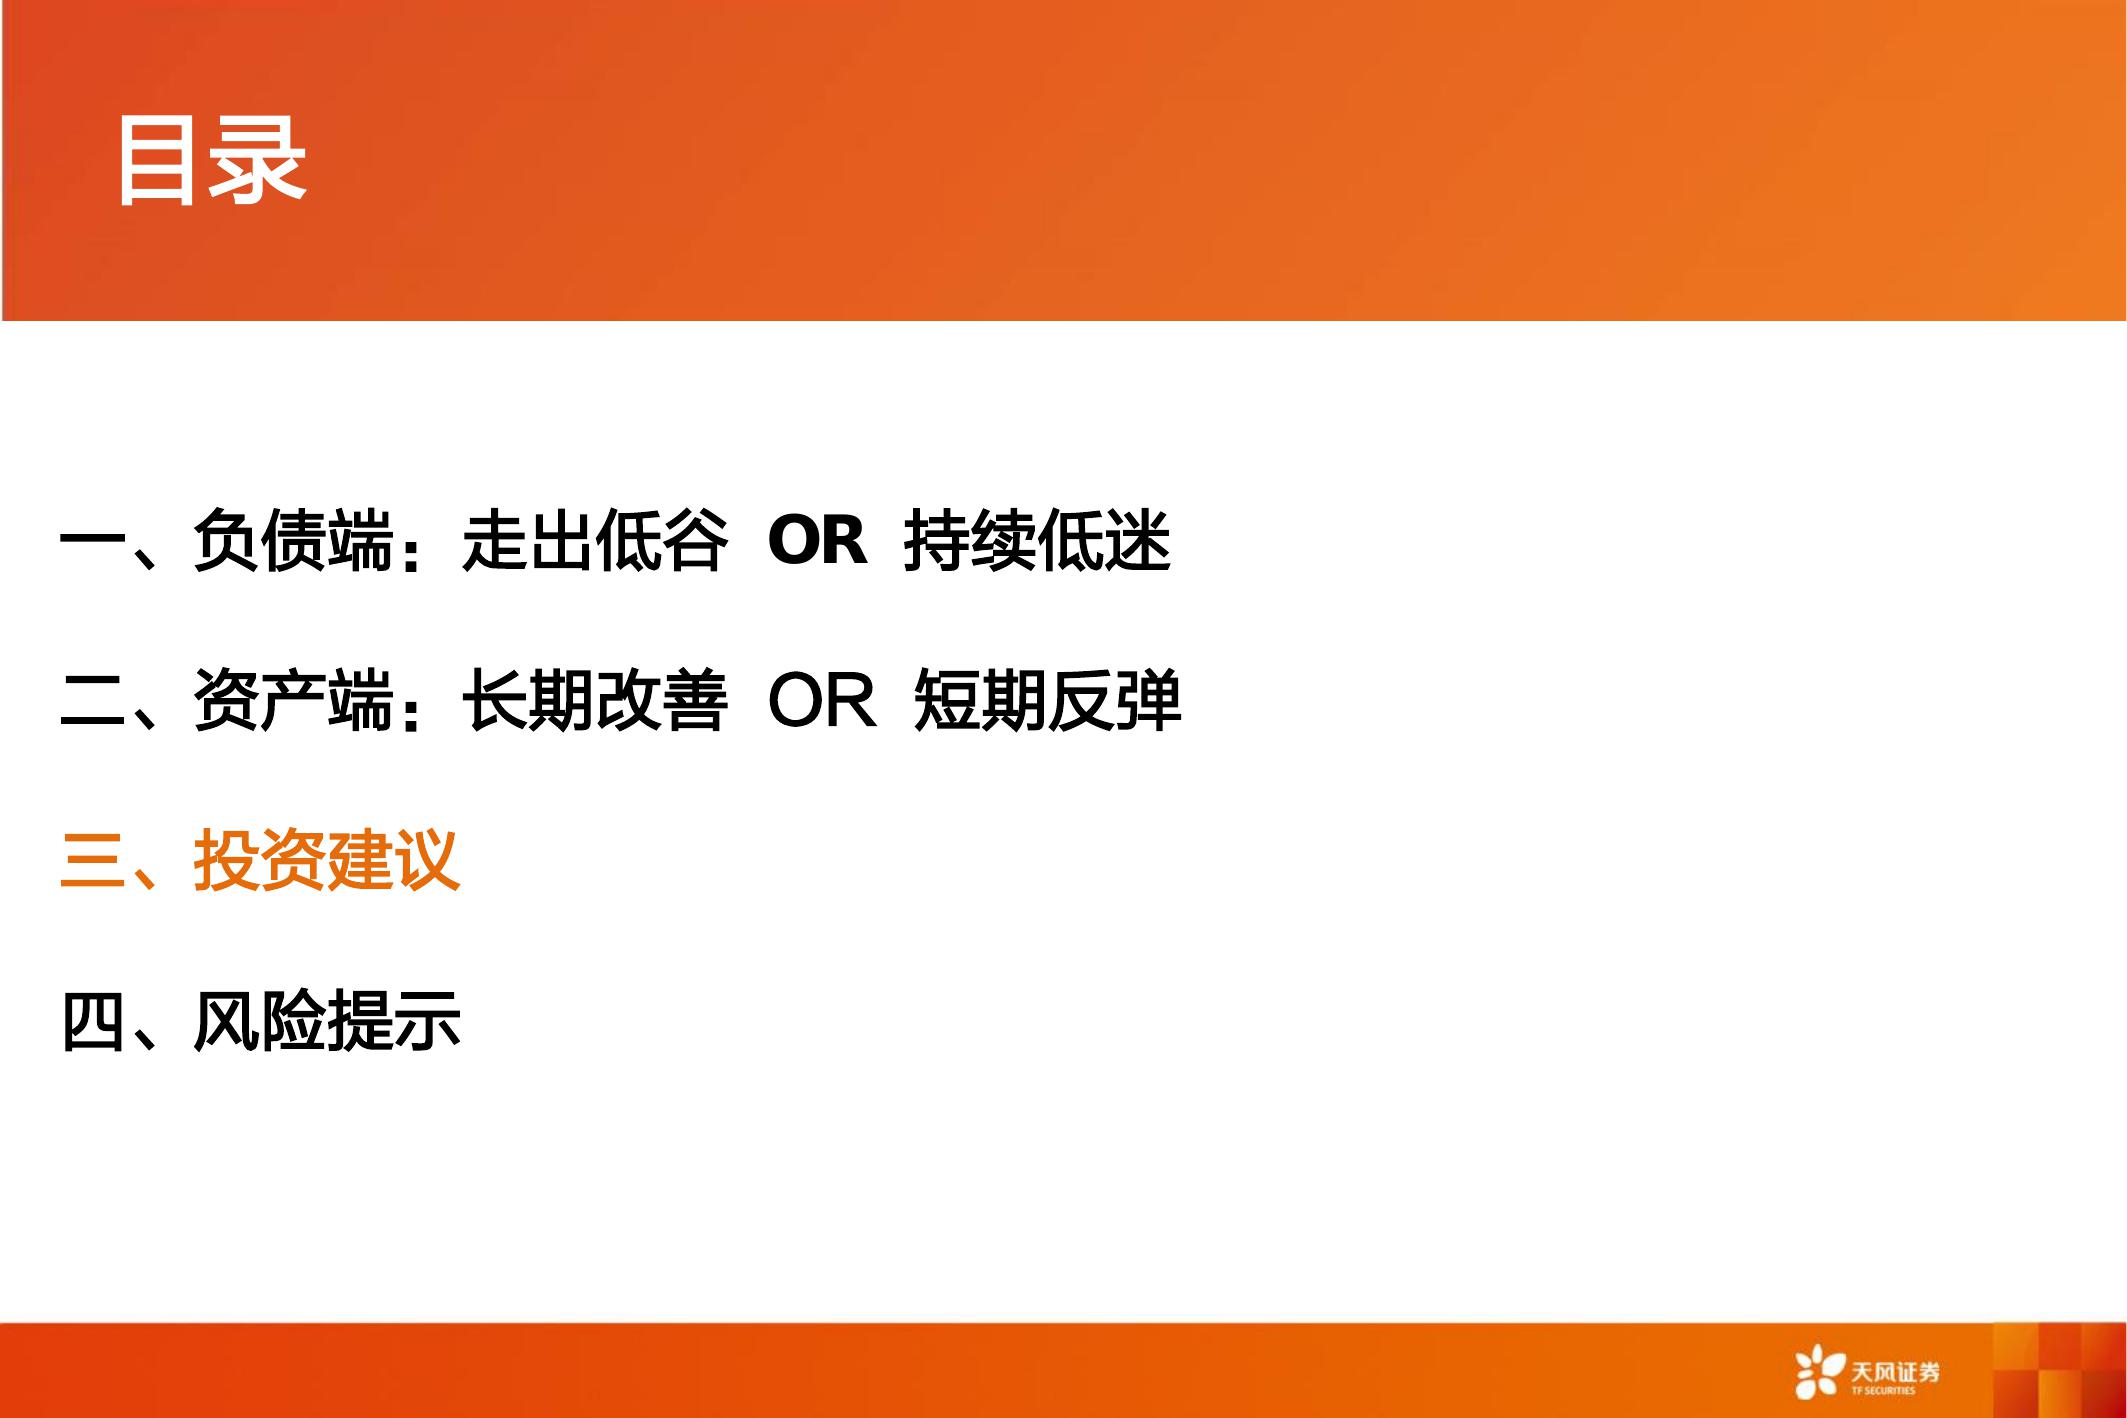 目录
一、负债端：走出低谷 OR 持续低迷
二、资产端：长期改善 OR 短期反弹
三、投资建议
四、风险提示
天风证券
TF SECURITIES